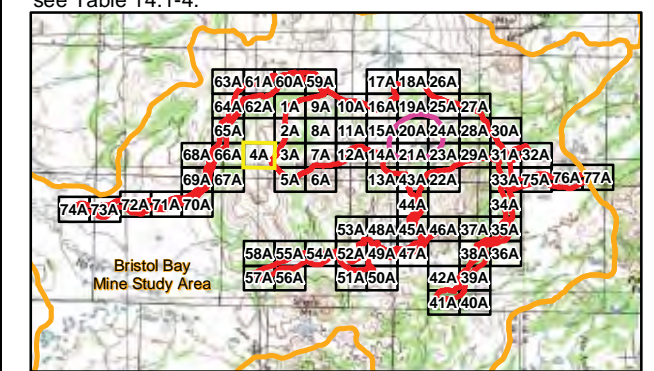 see Table 14.1-4.
63A 61A 60A 59A 17A 18A 26A
64A 62A 1A 9A 10A 16A 19A 25A 27A
65A 2A 8A 11A 15A 20A 24A 28A 30A
68A 66A 4A 3A 7A 12A 14A 21A 23A 29A 31A 32A
69A 67A 5A 6A 13A 43A 22A 33A 75A 76A 77A
74A 73A 72A 71A 70A 44A 34A
53A 48A 45A 46A 37A 35A
58A 55A 54A 52A 49A 47A 38A 36A
57A 56A 51A 50A 42A 39A
41A 40A
Bristol Bay
Mine Study Area